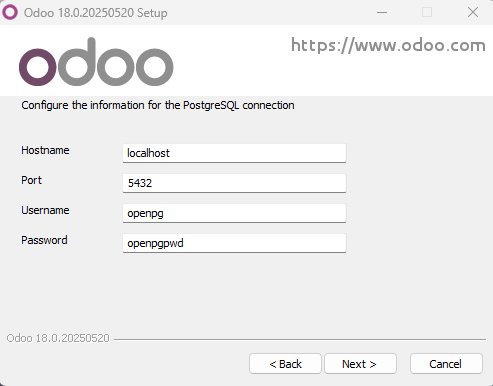 Odoo 18.0.20250520 Setup
odoo
https://www.odoo.com
Configure the information for the PostgreSQL connection
Hostname localhost
Port 5432
Username openpg
Password openpgpwd
Odoo 18.0.20250520
< Back Next > Cancel